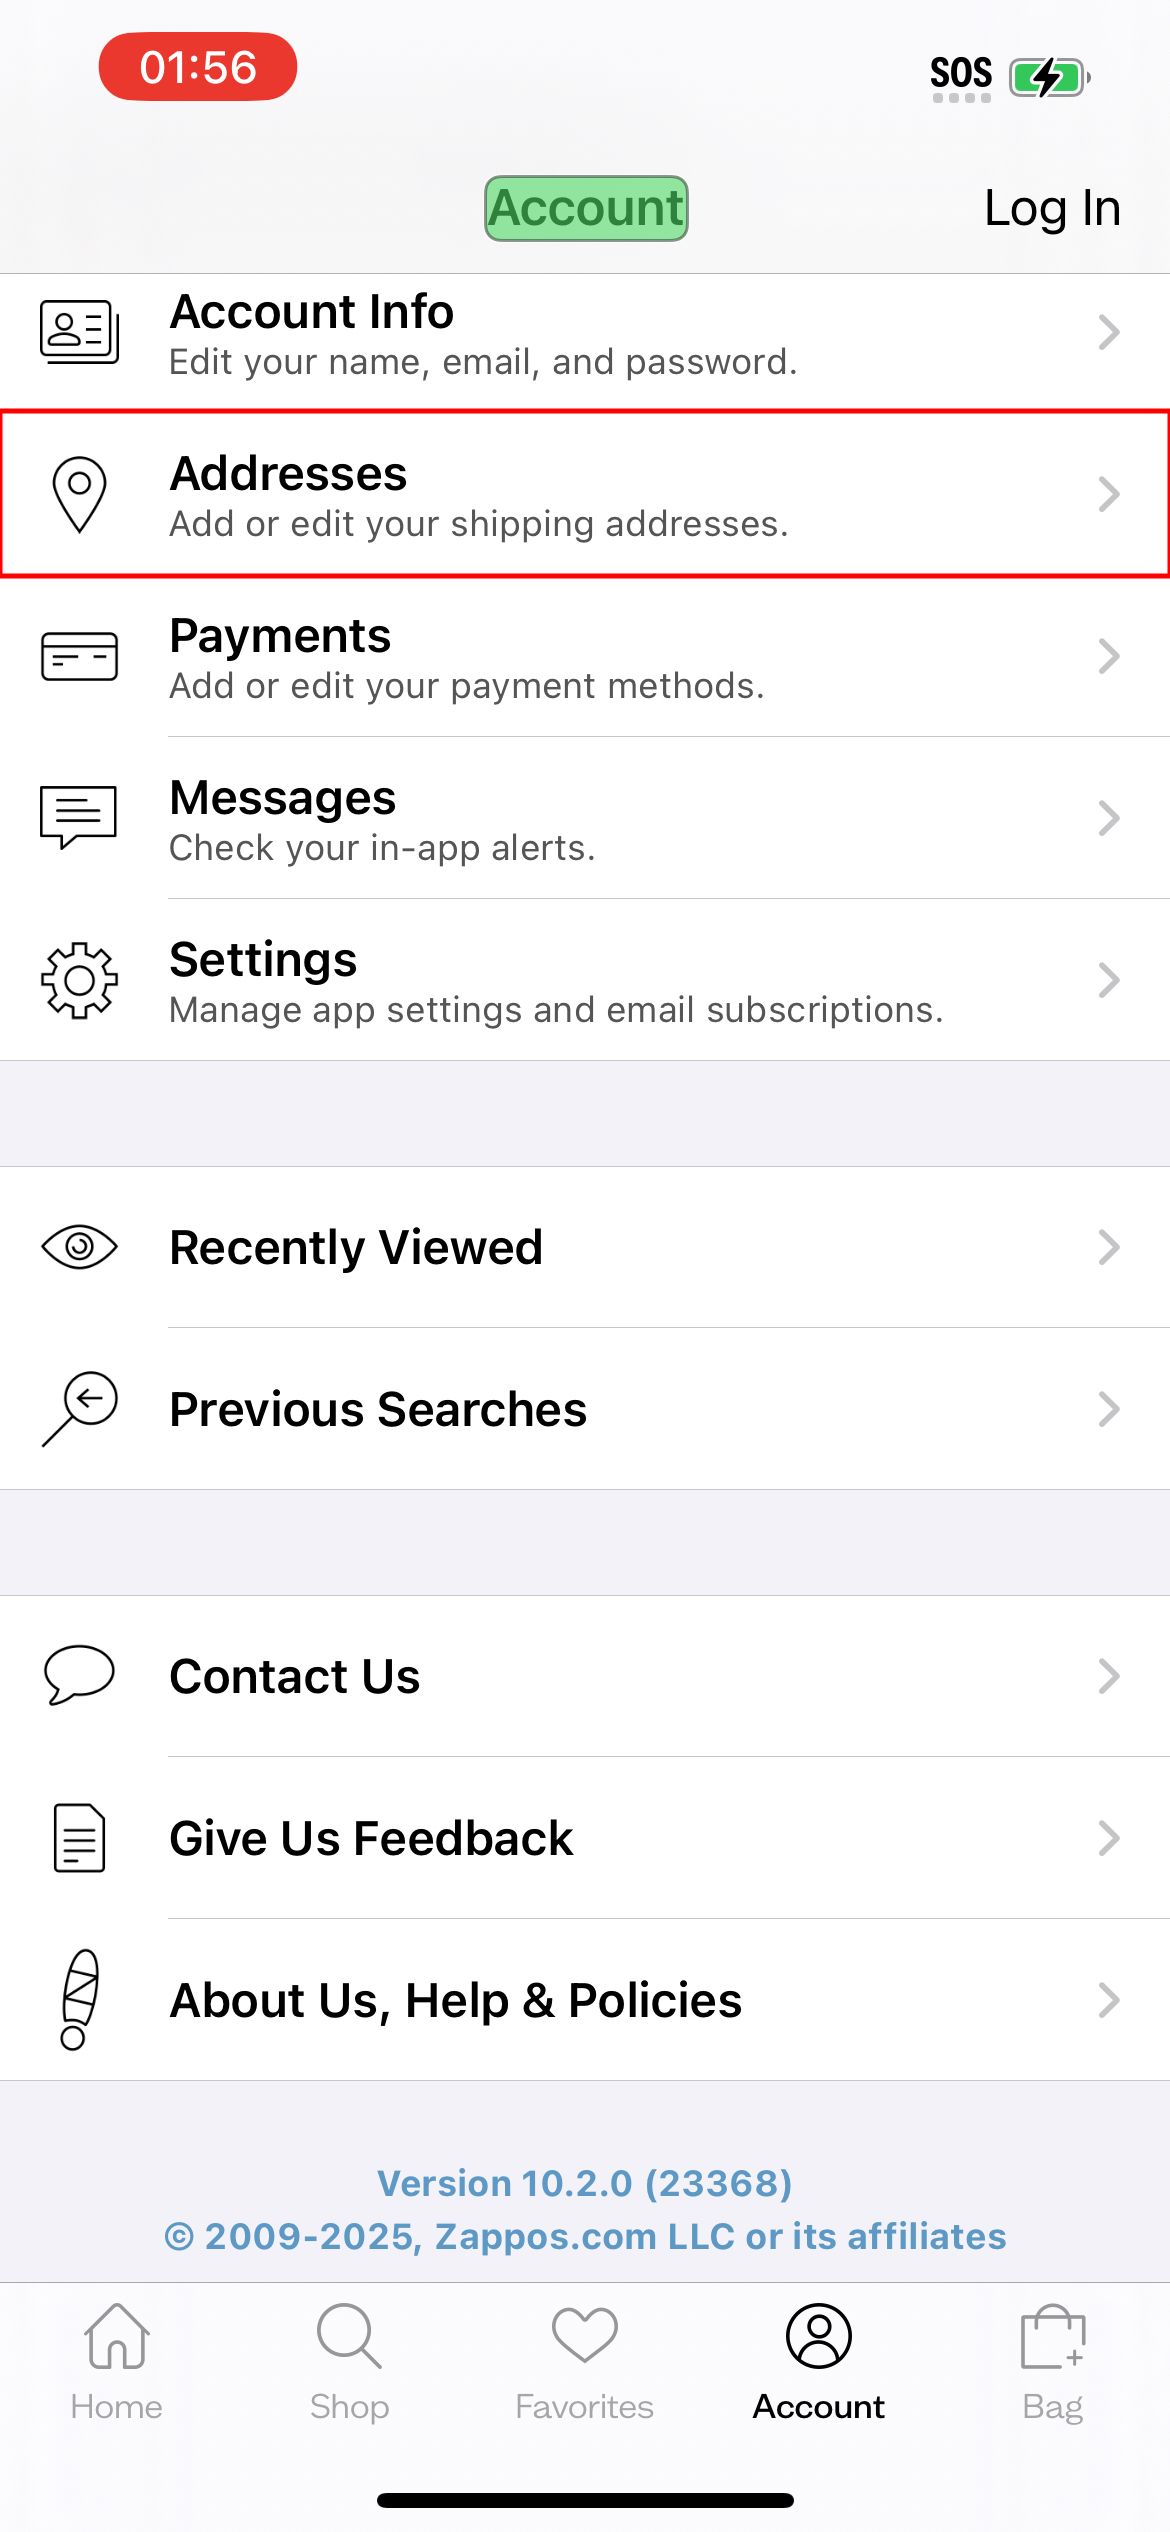 01:56
SOS
Account
Log In
Account Info
Edit your name, email, and password.
Addresses
Add or edit your shipping addresses.
Payments
Add or edit your payment methods.
Messages
Check your in-app alerts.
Settings
Manage app settings and email subscriptions.
Recently Viewed
Previous Searches
Contact Us
Give Us Feedback
About Us, Help & Policies
Version 10.2.0 (23368)
© 2009-2025, Zappos.com LLC or its affiliates
Home
Shop
Favorites
Account
Bag